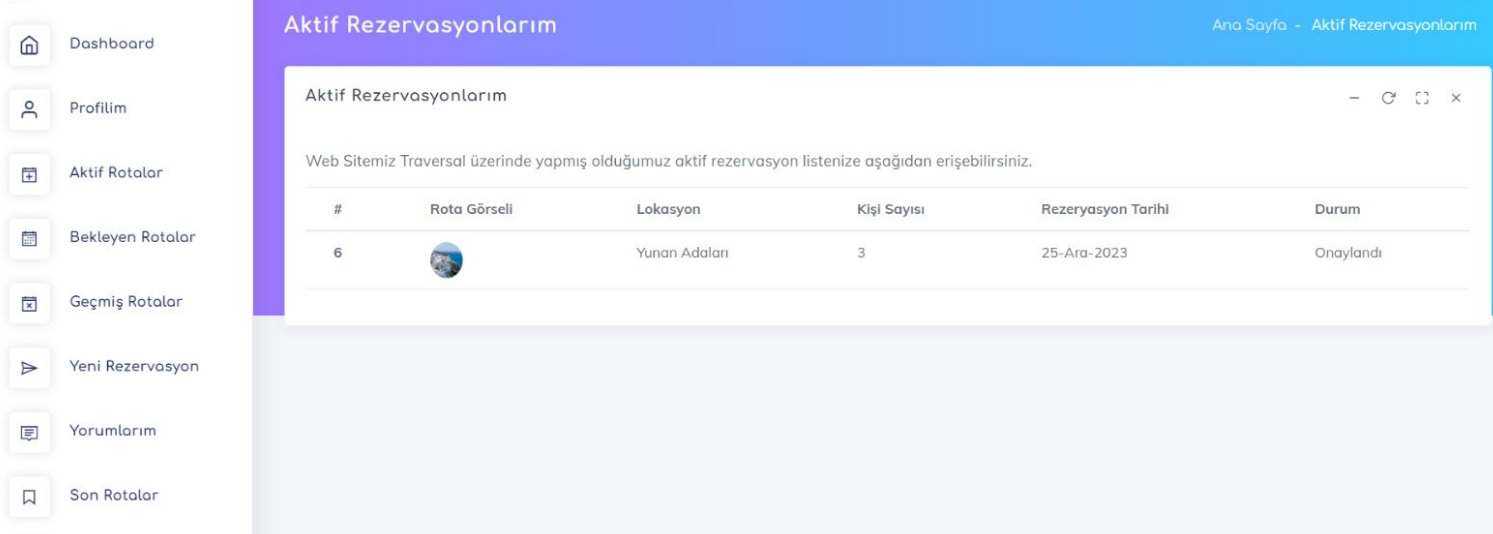 Dashboard
Profilim
Aktif Rotalar
Bekleyen Rotalar
Geçmiş Rotalar
Yeni Rezervasyon
Yorumlarım
Son Rotalar
Aktif Rezervasyonlarım
Ana Sayfa - Aktif Rezervasyonlarım
Aktif Rezervasyonlarım
Web Sitemiz Traversal üzerinde yapmış olduğumuz aktif rezervasyon listenize aşağıdan erişebilirsiniz.
# Rota Görseli Lokasyon Kişi Sayısı Rezeryasyon Tarihi Durum
6 Yunan Adaları 3 25-Ara-2023 Onaylandı